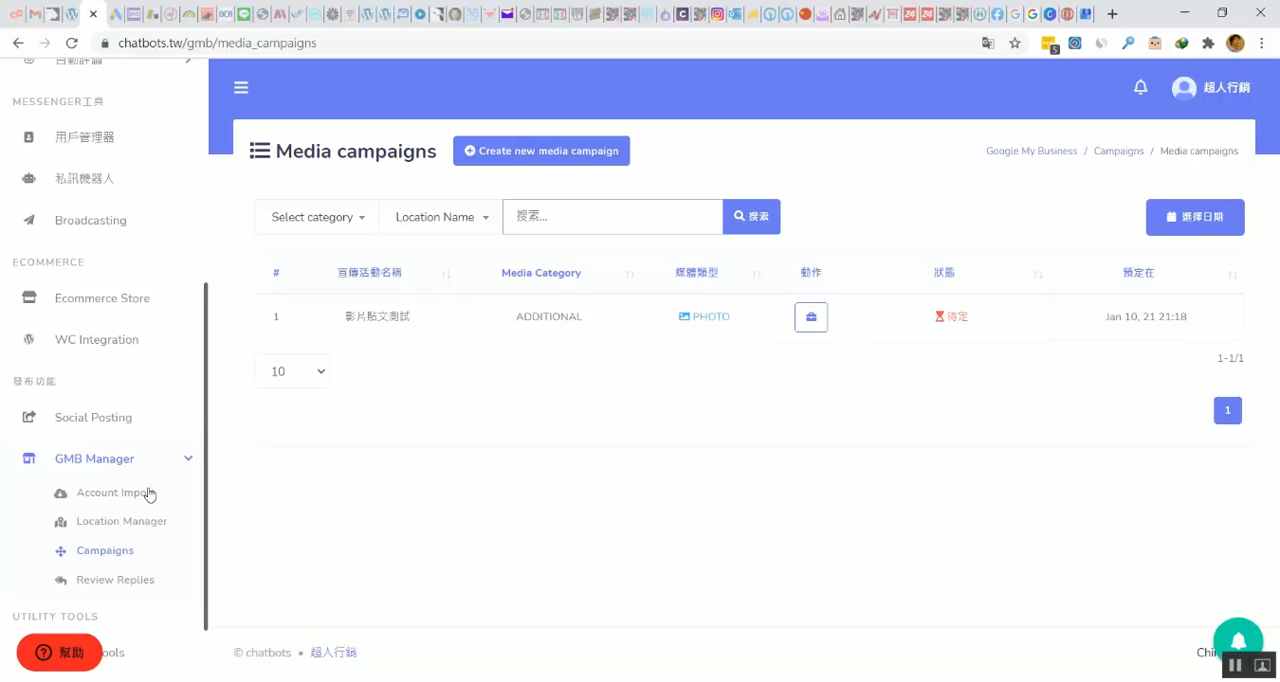 chatbots.tw/gmb/media_campaigns
5
自動評論
MESSENGER工具
用戶管理器
私訊機器人
Broadcasting
ECOMMERCE
Ecommerce Store
WC Integration
發布功能
Social Posting
GMB Manager
Account Import
Location Manager
Campaigns
Review Replies
UTILITY TOOLS
幫助
ools
超人行銷
Media campaigns
Create new media campaign
Google My Business / Campaigns / Media campaigns
Select category
Location Name
搜索...
搜索
選擇日期
# 宣傳活動名稱 Media Category 媒體類型 動作 狀態 預定在
1 影片貼文測試 ADDITIONAL PHOTO 待定 Jan 10, 21 21:18
10
1-1/1
1
© chatbots • 超人行銷
Chi